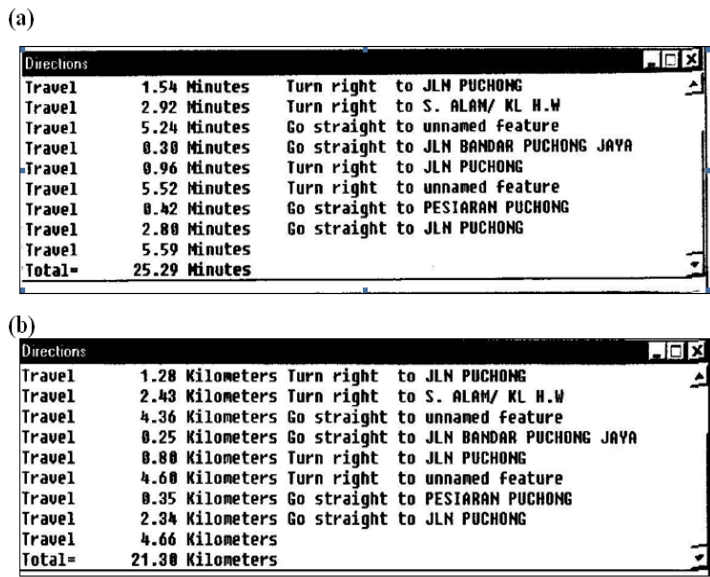 (a)
Directions
Travel 1.54 Minutes Turn right to JLN PUCHONG
Travel 2.92 Minutes Turn right to S. ALAM/ KL H.W
Travel 5.24 Minutes Go straight to unnamed feature
Travel 0.30 Minutes Go straight to JLN BANDAR PUCHONG JAYA
Travel 0.96 Minutes Turn right to JLN PUCHONG
Travel 5.52 Minutes Turn right to unnamed feature
Travel 0.42 Minutes Go straight to PESIARAN PUCHONG
Travel 2.80 Minutes Go straight to JLN PUCHONG
Travel 5.59 Minutes
Total= 25.29 Minutes
(b)
Directions
Travel 1.28 Kilometers Turn right to JLN PUCHONG
Travel 2.43 Kilometers Turn right to S. ALAM/ KL H.W
Travel 4.36 Kilometers Go straight to unnamed feature
Travel 0.25 Kilometers Go straight to JLN BANDAR PUCHONG JAYA
Travel 0.80 Kilometers Turn right to JLN PUCHONG
Travel 4.60 Kilometers Turn right to unnamed feature
Travel 0.35 Kilometers Go straight to PESIARAN PUCHONG
Travel 2.34 Kilometers Go straight to JLN PUCHONG
Travel 4.66 Kilometers
Total= 21.30 Kilometers